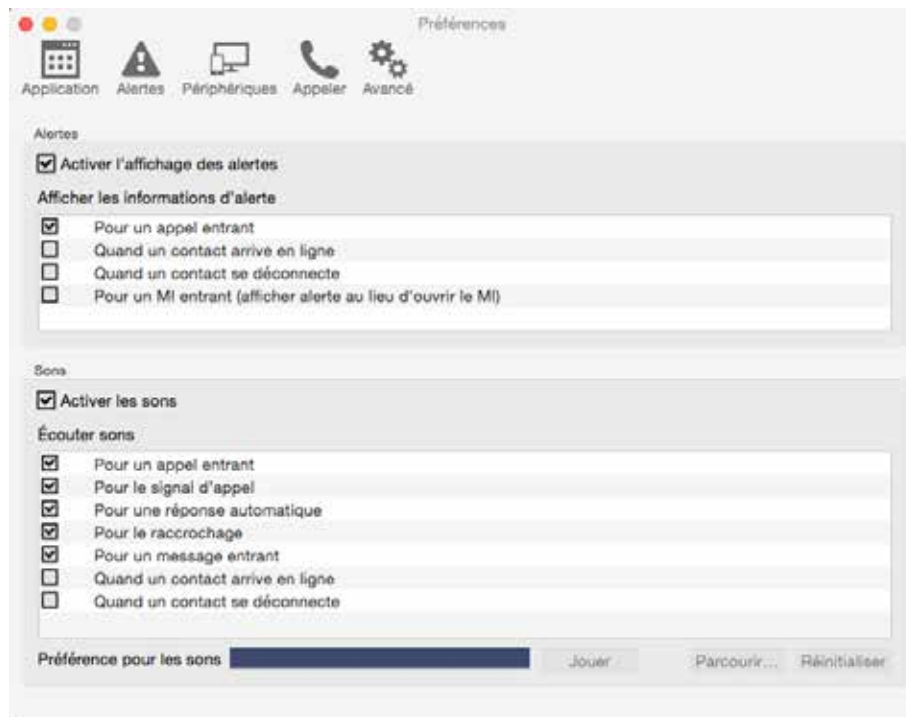 Préférences
Application Alertes Périphériques Appeler Avancé
Alertes
Activer l'affichage des alertes
Afficher les informations d'alerte
Pour un appel entrant
Quand un contact arrive en ligne
Quand un contact se déconnecte
Pour un MI entrant (afficher alerte au lieu d'ouvrir le MI)
Sons
Activer les sons
Écouter sons
Pour un appel entrant
Pour le signal d'appel
Pour une réponse automatique
Pour le raccrochage
Pour un message entrant
Quand un contact arrive en ligne
Quand un contact se déconnecte
Préférence pour les sons Jouer Parcourir... Réinitialiser